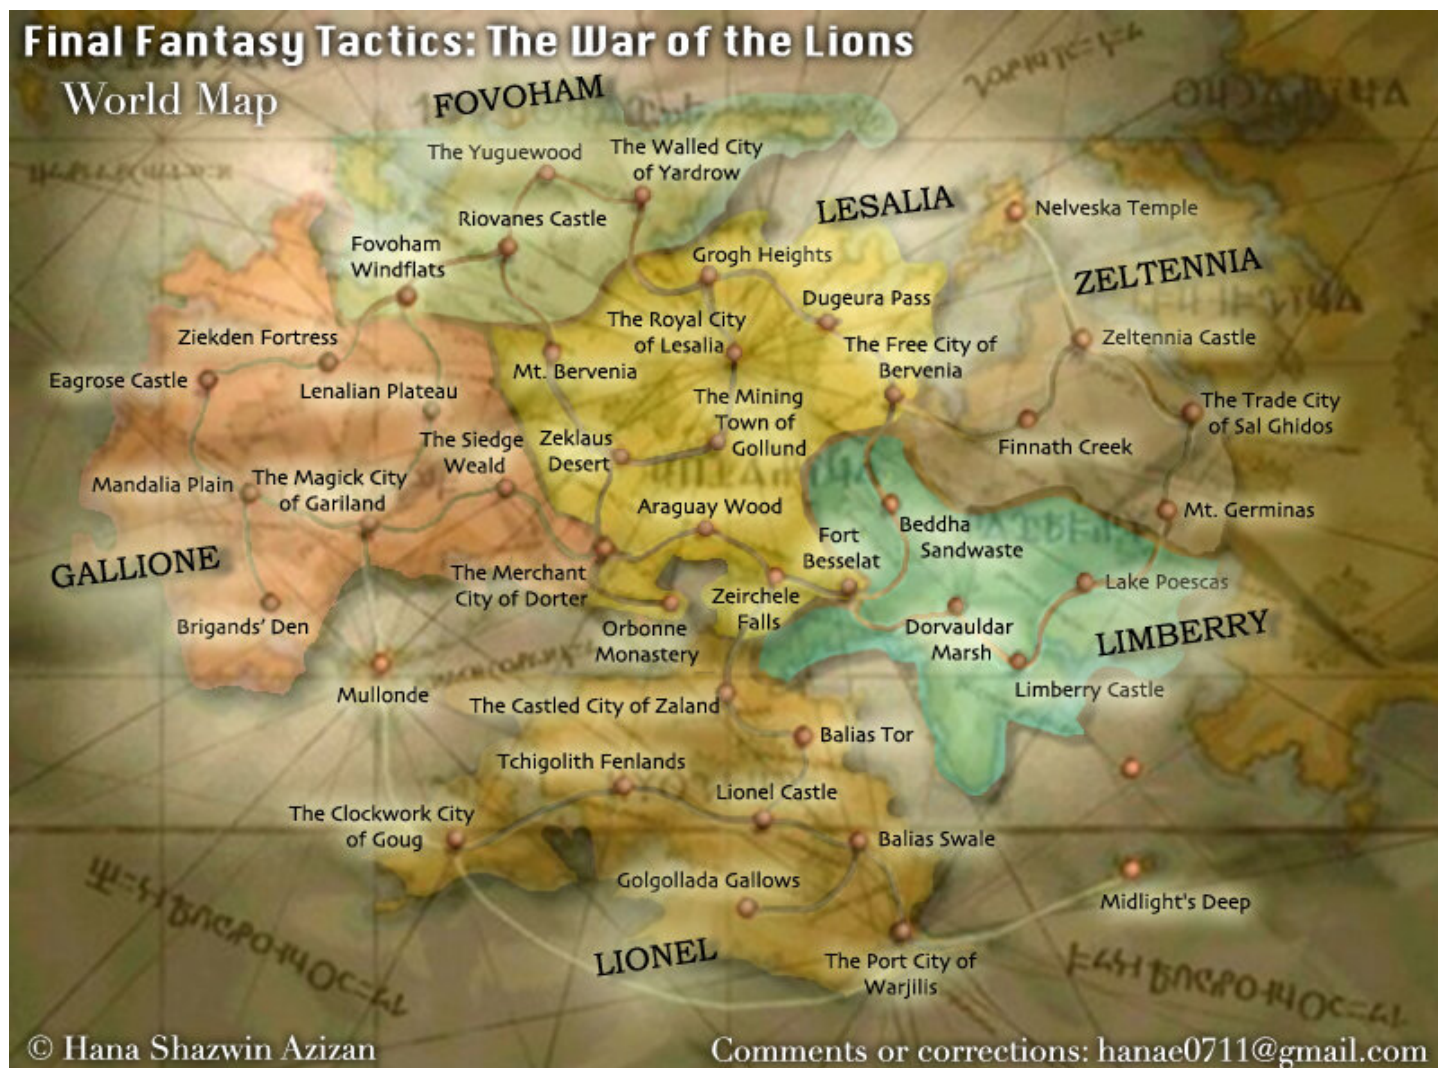 Final Fantasy Tactics: The War of the Lions
World Map
FOVOHAM
The Yuguewood
The Walled City
of Yardrow
Riovanes Castle
LESALIA
Nelveska Temple
Fovoham
Windflats
Grogh Heights
ZELTENNIA
Dugeura Pass
Ziekden Fortress
The Royal City
of Lesalia
The Free City of
Bervenia
Zeltennia Castle
Eagrose Castle
Lenalian Plateau
Mt. Bervenia
The Mining
Town of
Gollund
The Trade City
of Sal Ghidos
The Siedge
Weald
Zeklaus
Desert
Finnath Creek
Mandalia Plain
The Magick City
of Gariland
Araguay Wood
Mt. Germinas
Fort
Besselat
Beddha
Sandwaste
GALLIONE
The Merchant
City of Dorter
Zeirchele
Falls
Lake Poescas
Brigands' Den
Orbonne
Monastery
Dorvauldar
Marsh
LIMBERRY
Mullonde
The Castled City of Zaland
Limberry Castle
Balias Tor
Tchigolith Fenlands
Lionel Castle
The Clockwork City
of Goug
Balias Swale
Golgollada Gallows
Midlight's Deep
LIONEL
The Port City of
Warjilis
© Hana Shazwin Azizan
Comments or corrections: hanae0711@gmail.com